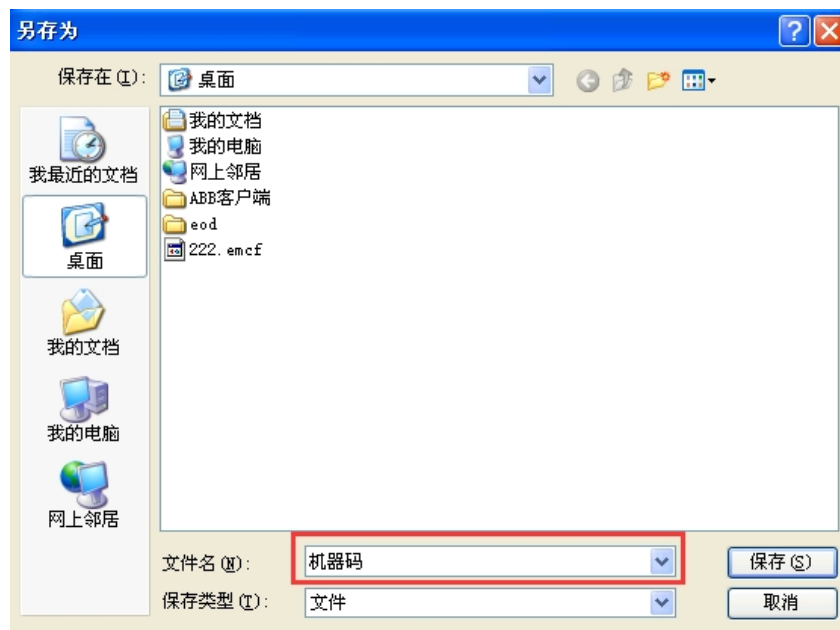 另存为
保存在(I):
桌面
我最近的文档
桌面
我的文档
我的电脑
网上邻居
我的文档
我的电脑
网上邻居
ABB客户端
eod
222.emcf
文件名(N):
机器码
保存(S)
保存类型(T):
文件
取消